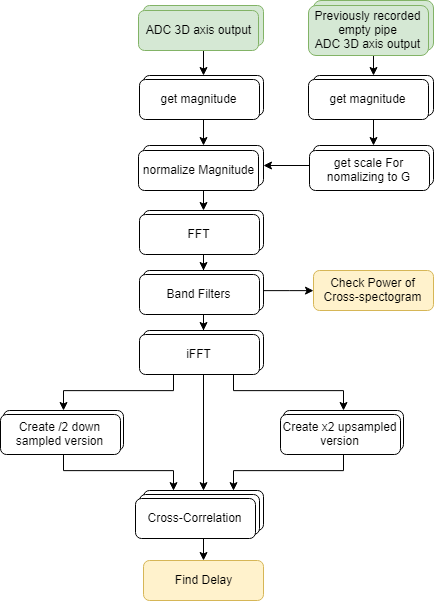 ADC 3D axis output
Previously recorded
empty pipe
ADC 3D axis output
get magnitude
get magnitude
normalize Magnitude
get scale For
nomalizing to G
FFT
Band Filters
Check Power of
Cross-spectogram
iFFT
Create /2 down
sampled version
Create x2 upsampled
version
Cross-Correlation
Find Delay